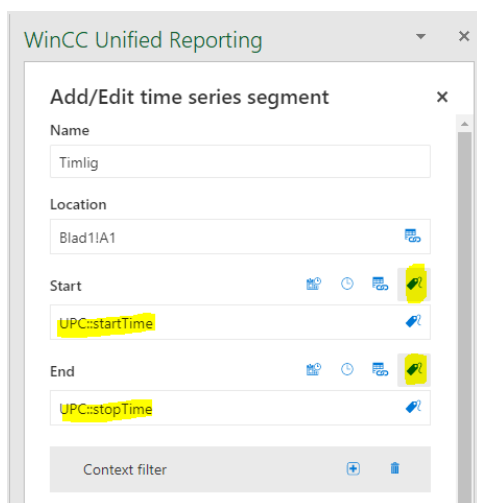 WinCC Unified Reporting
Add/Edit time series segment
Name
Timlig
Location
Blad1!A1
Start
UPC::startTime
End
UPC::stopTime
Context filter